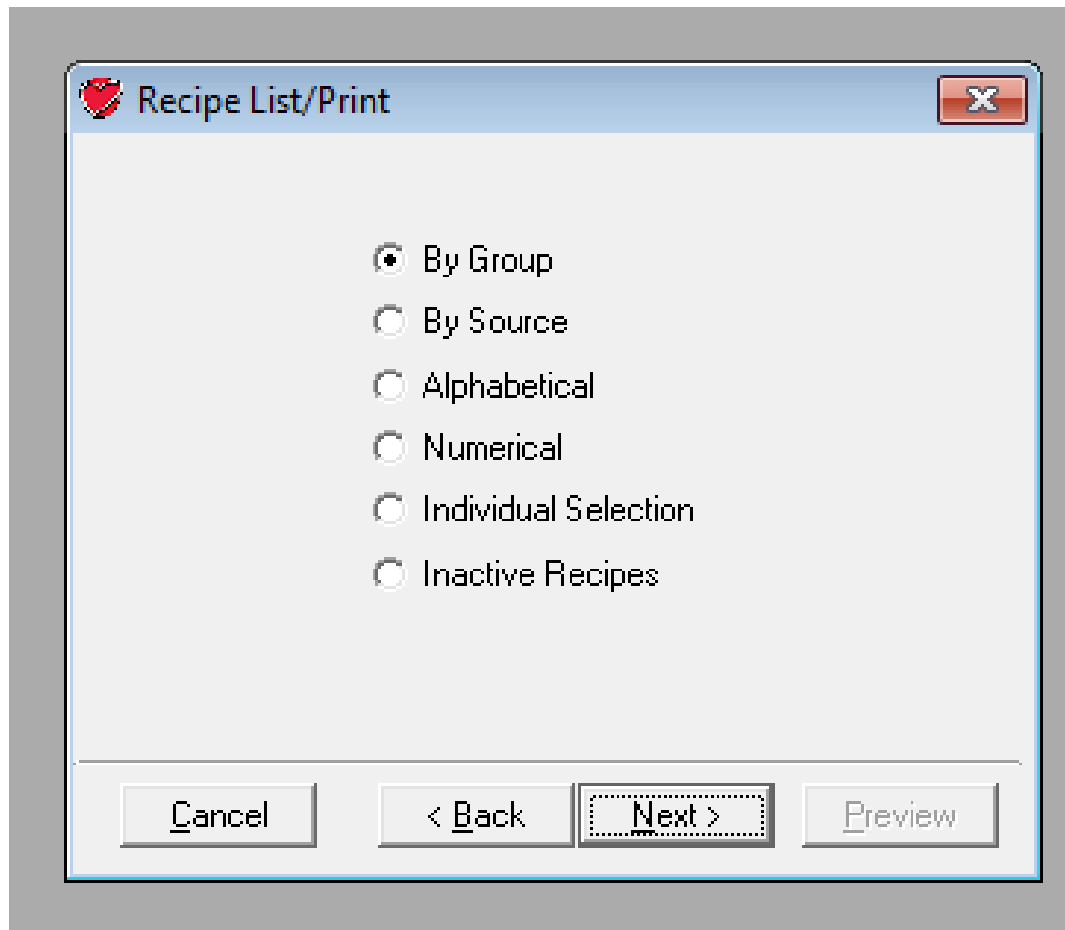 Recipe List/Print
By Group
By Source
Alphabetical
Numerical
Individual Selection
Inactive Recipes
Cancel < Back Next > Preview